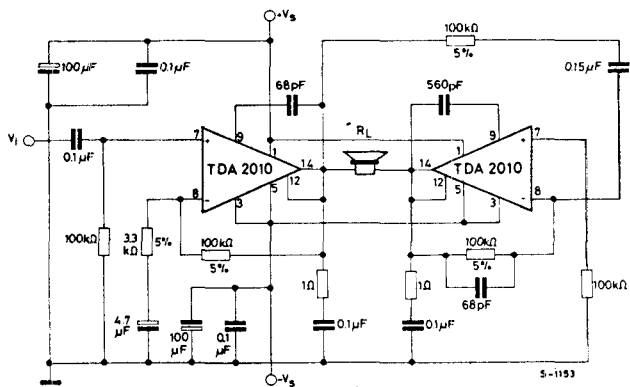 +Vs
100 µF
0.1µF
68pF
560pF
100kΩ
5%
0.15µF
Vi
0.1µF
7
9
1
+
TDA 2010
14
12
8
-
3
5
RL
14
TDA 2010
12
1
5
9
3
7
+
-
8
100kΩ
3.3
kΩ
5%
100kΩ
5%
1Ω
1Ω
100kΩ
5%
68pF
100kΩ
4.7
µF
100
µF
0.1
µF
0.1µF
0.1µF
-Vs
S-1153